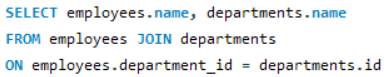 SELECT employees.name, departments.name
FROM employees JOIN departments
ON employees.department_id = departments.id